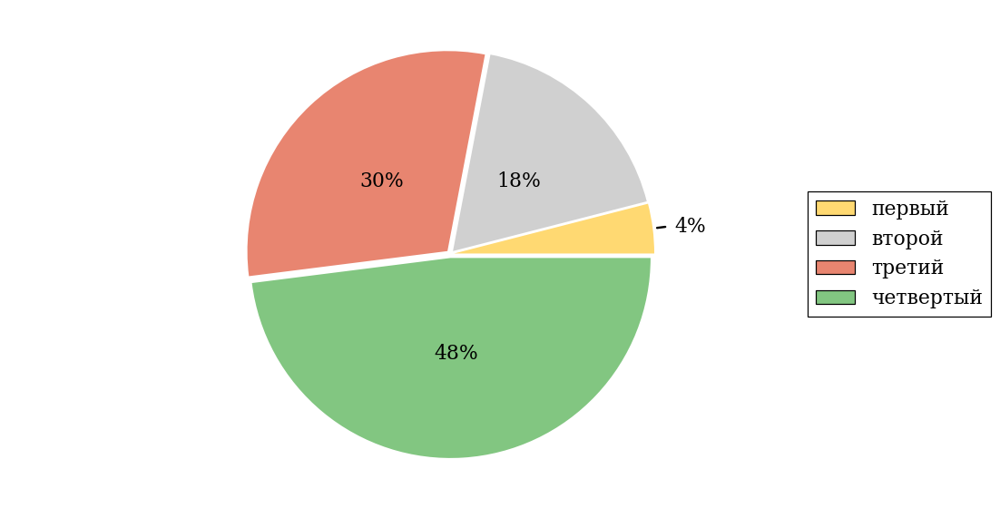 30%
18%
4%
48%
первый
второй
третий
четвертый